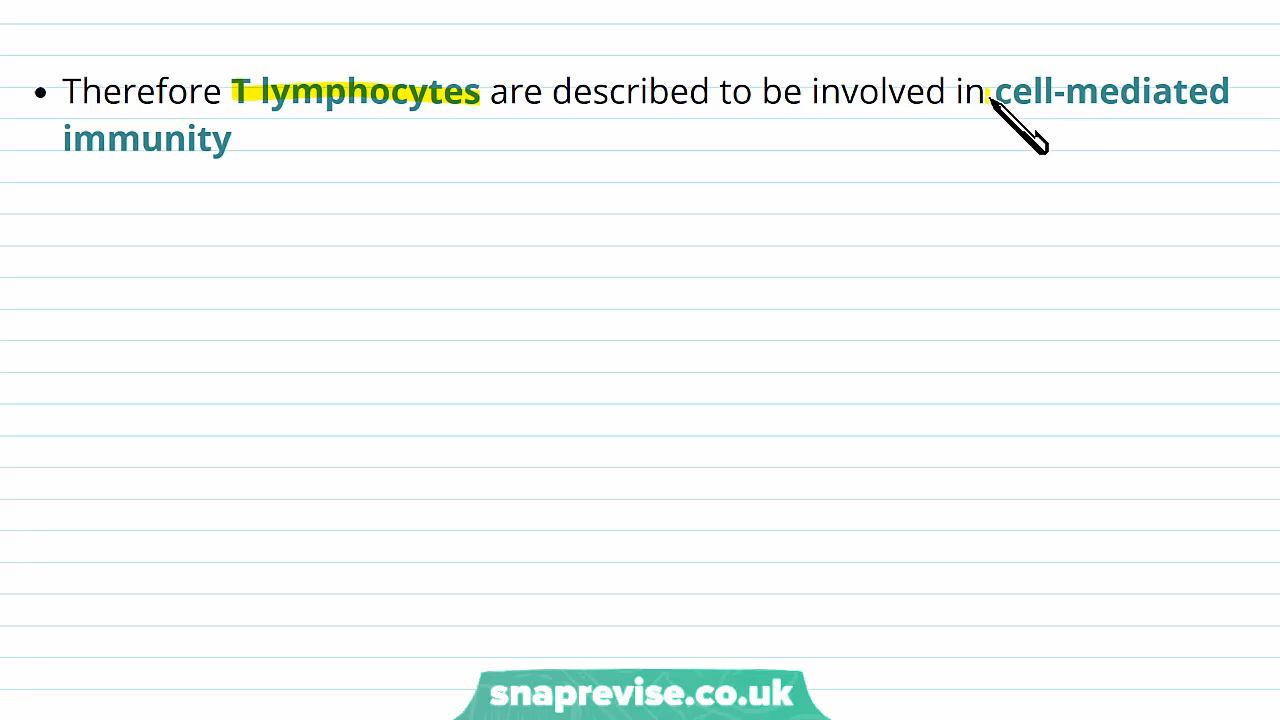 • Therefore T lymphocytes are described to be involved in cell-mediated
immunity
snaprevise.co.uk